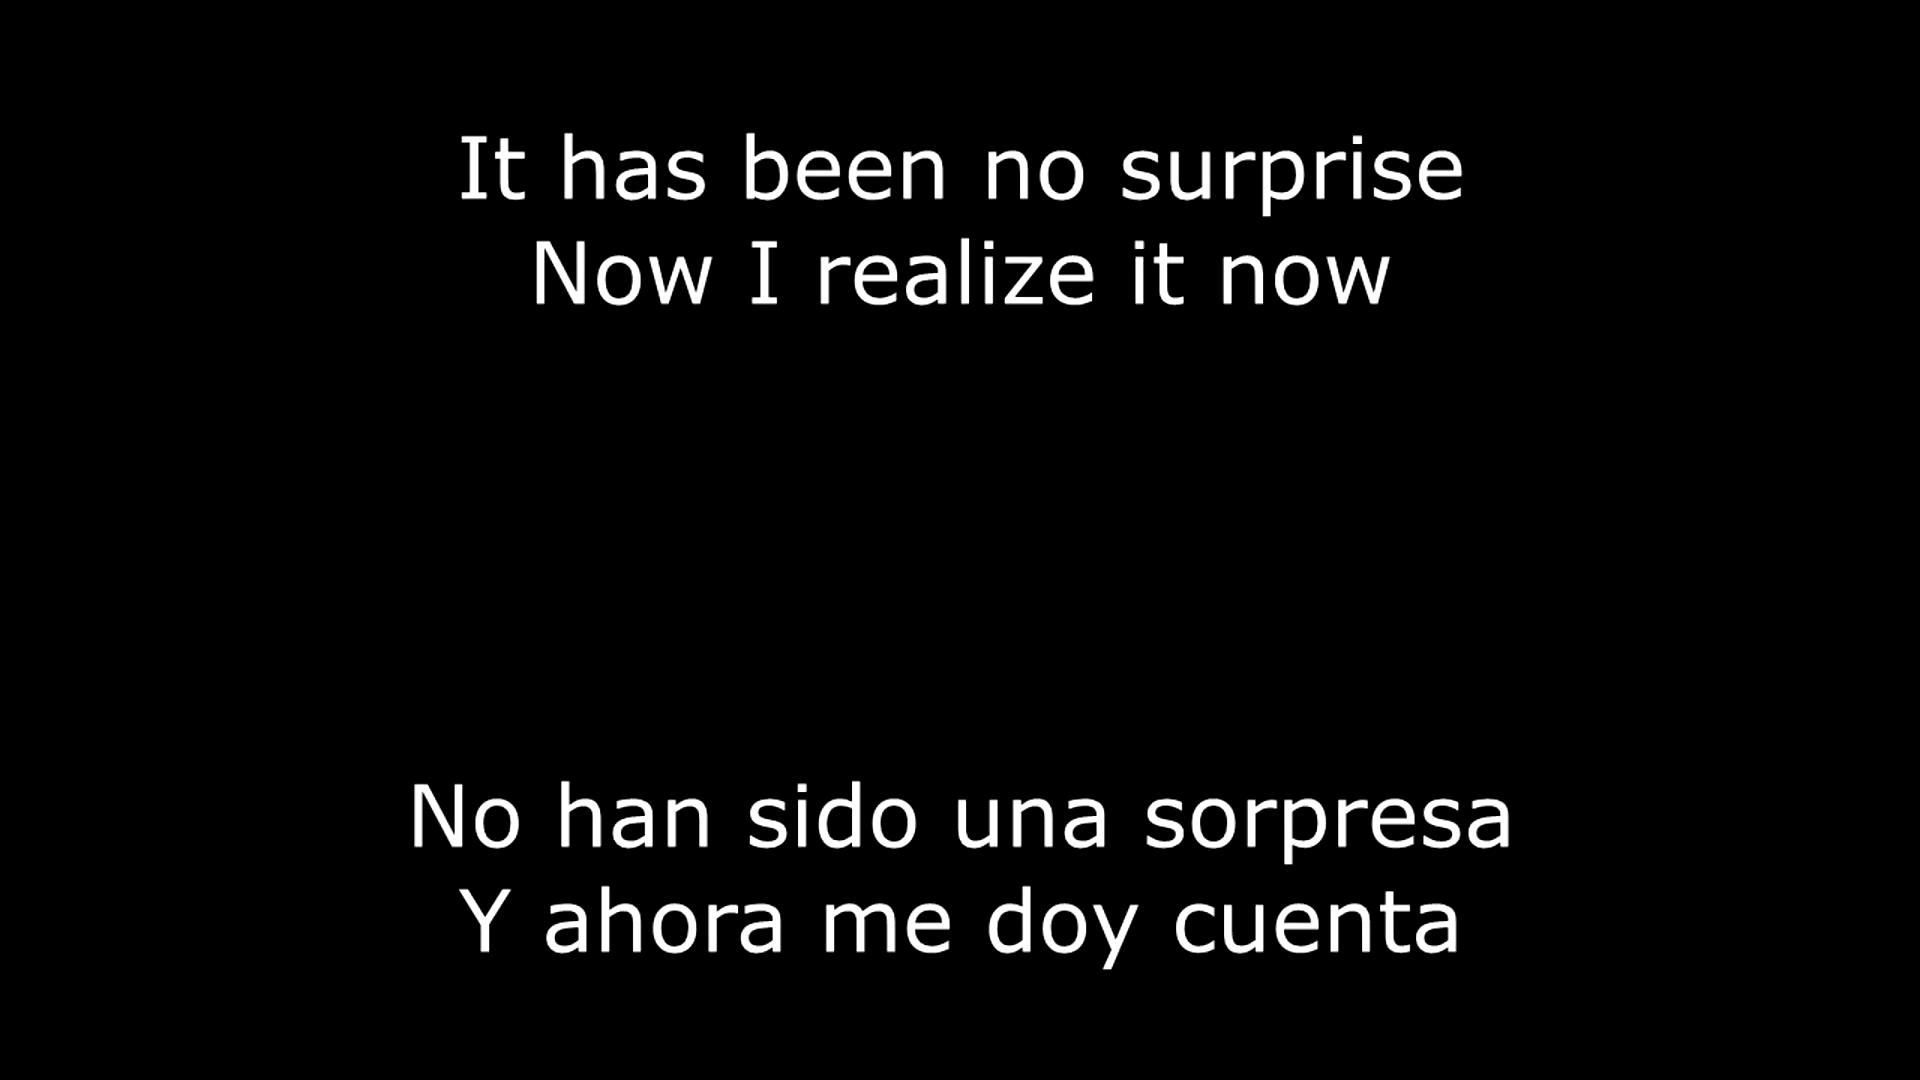 It has been no surprise
Now I realize it now
No han sido una sorpresa
Y ahora me doy cuenta